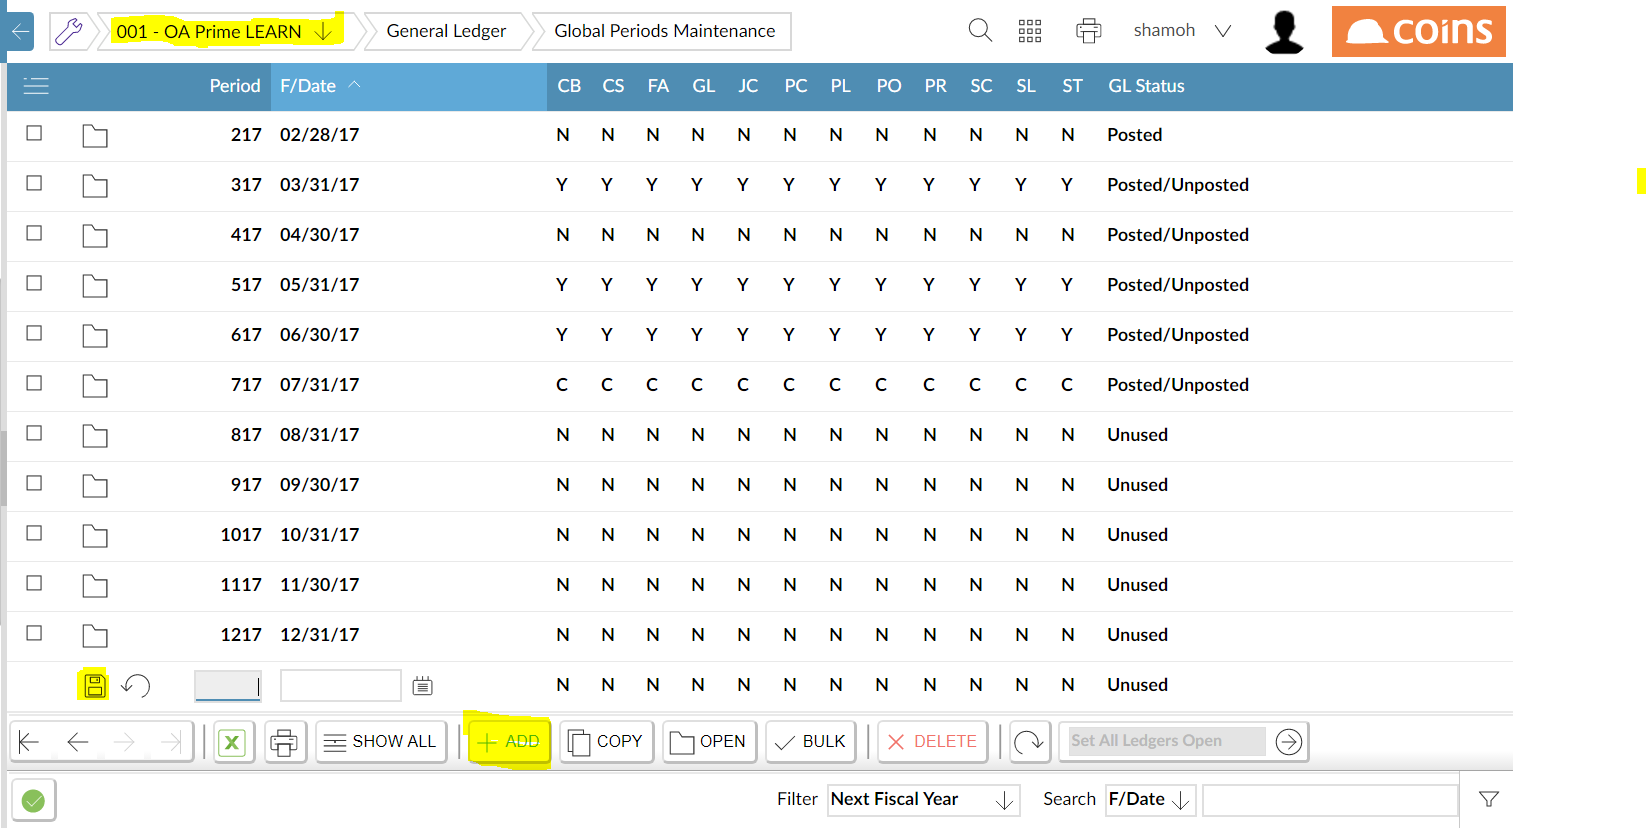 001 - OA Prime LEARN General Ledger Global Periods Maintenance shamoh coins
Period F/Date CB CS FA GL JC PC PL PO PR SC SL ST GL Status
217 02/28/17 N N N N N N N N N N N N Posted
317 03/31/17 Y Y Y Y Y Y Y Y Y Y Y Y Posted/Unposted
417 04/30/17 N N N N N N N N N N N N Posted/Unposted
517 05/31/17 Y Y Y Y Y Y Y Y Y Y Y Y Posted/Unposted
617 06/30/17 Y Y Y Y Y Y Y Y Y Y Y Y Posted/Unposted
717 07/31/17 C C C C C C C C C C C C Posted/Unposted
817 08/31/17 N N N N N N N N N N N N Unused
917 09/30/17 N N N N N N N N N N N N Unused
1017 10/31/17 N N N N N N N N N N N N Unused
1117 11/30/17 N N N N N N N N N N N N Unused
1217 12/31/17 N N N N N N N N N N N N Unused
N N N N N N N N N N N N Unused
X SHOW ALL + ADD COPY OPEN BULK DELETE Set All Ledgers Open
Filter Next Fiscal Year Search F/Date